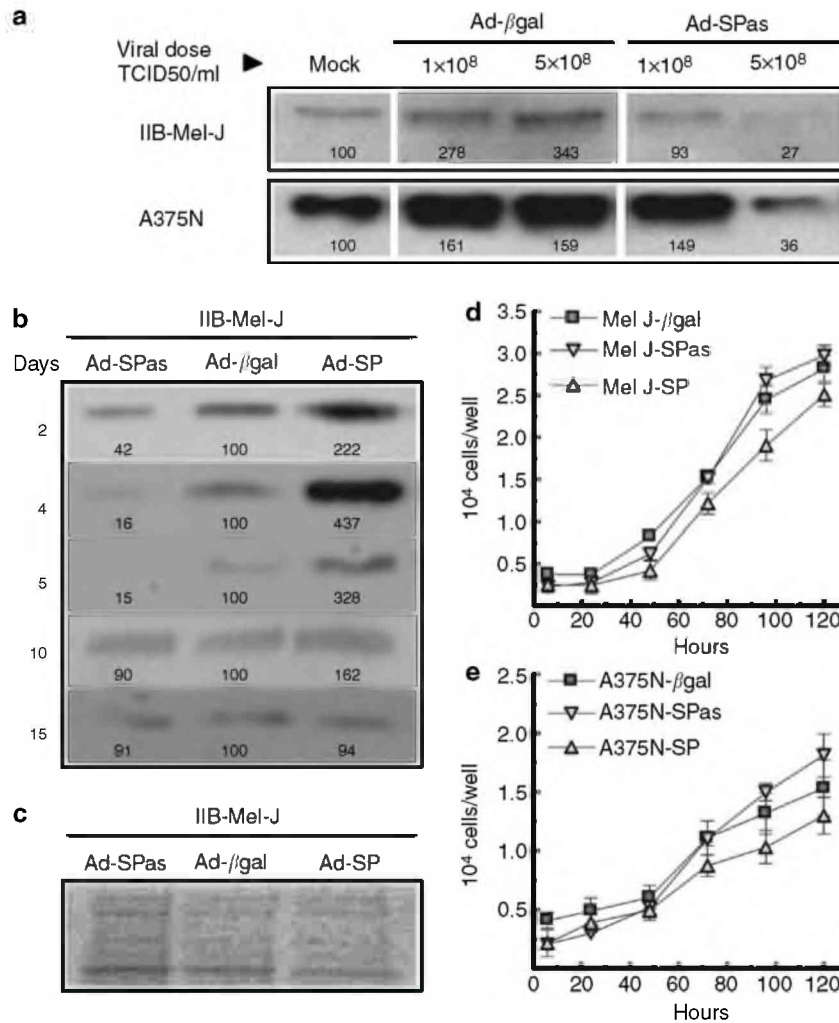 a
Ad-βgal Ad-SPas
Viral dose
TCID50/ml ► Mock 1×10⁸ 5×10⁸ 1×10⁸ 5×10⁸
IIB-Mel-J
100 278 343 93 27
A375N
100 161 159 149 36
b
IIB-Mel-J
Days Ad-SPas Ad-βgal Ad-SP
2
42 100 222
4
16 100 437
5
15 100 328
10
90 100 162
15
91 100 94
c
IIB-Mel-J
Ad-SPas Ad-βgal Ad-SP
d
Mel J-βgal
Mel J-SPas
Mel J-SP
10⁴ cells/well
3.5
3.0
2.5
2.0
1.5
1.0
0.5
0 20 40 60 80 100 120
Hours
e
A375N-βgal
A375N-SPas
A375N-SP
10⁴ cells/well
2.5
2.0
1.5
1.0
0.5
0 20 40 60 80 100 120
Hours